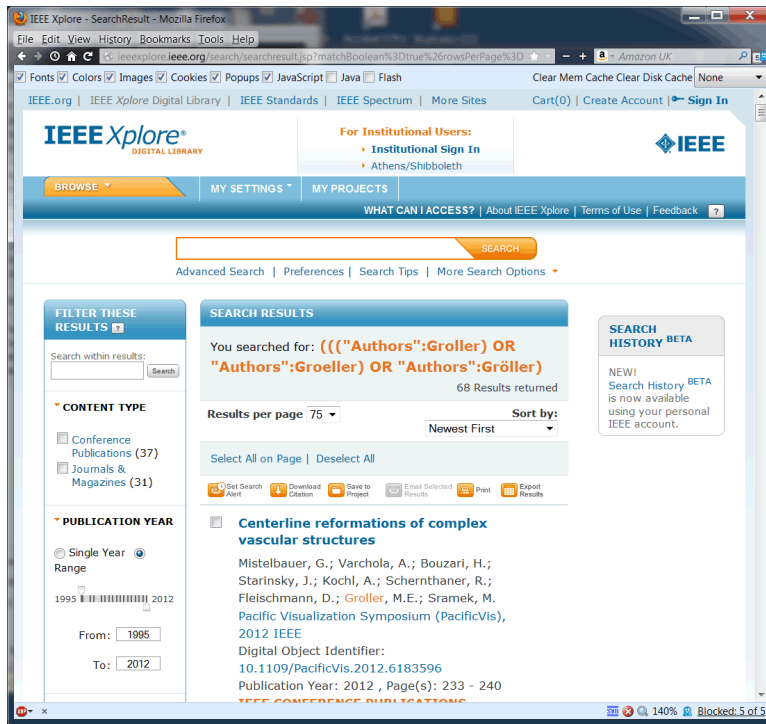 IEEE Xplore - SearchResult - Mozilla Firefox
File Edit View History Bookmarks Tools Help
ieeexplore.ieee.org/search/searchresult.jsp?matchBoolean%3Dtrue%26rowsPerPage%3D
- + a - Amazon UK
Fonts Colors Images Cookies Popups JavaScript Java Flash Clear Mem Cache Clear Disk Cache None
IEEE.org | IEEE Xplore Digital Library | IEEE Standards | IEEE Spectrum | More Sites Cart(0) | Create Account | Sign In
IEEE Xplore®
DIGITAL LIBRARY
For Institutional Users:
Institutional Sign In
Athens/Shibboleth
IEEE
BROWSE MY SETTINGS MY PROJECTS
WHAT CAN I ACCESS? | About IEEE Xplore | Terms of Use | Feedback ?
SEARCH
Advanced Search | Preferences | Search Tips | More Search Options
FILTER THESE
RESULTS ?
Search within results:
Search
CONTENT TYPE
Conference
Publications (37)
Journals &
Magazines (31)
PUBLICATION YEAR
Single Year
Range
1995 2012
From: 1995
To: 2012
SEARCH RESULTS
You searched for: ((("Authors":Groller) OR
"Authors":Groeller) OR "Authors":Gröller)
68 Results returned
Results per page 75 Sort by:
Newest First
Select All on Page | Deselect All
Set Search
Alert
Download
Citation
Save to
Project
Email Selected
Results
Print
Export
Results
Centerline reformations of complex
vascular structures
Mistelbauer, G.; Varchola, A.; Bouzari, H.;
Starinsky, J.; Kochl, A.; Schernthaner, R.;
Fleischmann, D.; Groller, M.E.; Sramek, M.
Pacific Visualization Symposium (PacificVis),
2012 IEEE
Digital Object Identifier:
10.1109/PacificVis.2012.6183596
Publication Year: 2012 , Page(s): 233 - 240
IEEE CONFERENCE PUBLICATIONS
SEARCH
HISTORY BETA
NEW!
Search History BETA
is now available
using your personal
IEEE account.
ABP × 140% Blocked: 5 of 5